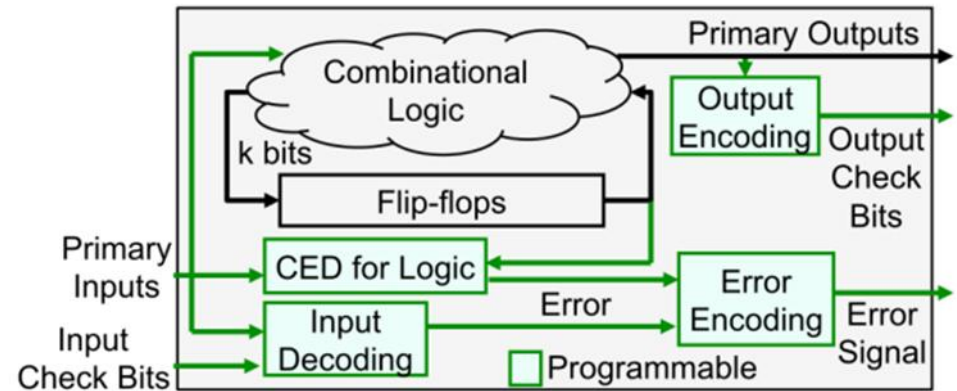 Primary Outputs
Combinational
Logic
Output
Encoding
k bits
Output
Check
Bits
Flip-flops
Primary
Inputs
CED for Logic
Error
Error
Encoding
Input
Decoding
Error
Signal
Input
Check Bits
Programmable